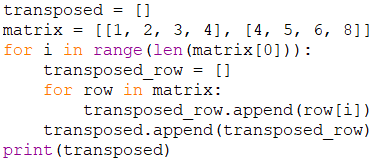 transposed = []
matrix = [[1, 2, 3, 4], [4, 5, 6, 8]]
for i in range(len(matrix[0])):
    transposed_row = []
    for row in matrix:
        transposed_row.append(row[i])
    transposed.append(transposed_row)
print(transposed)